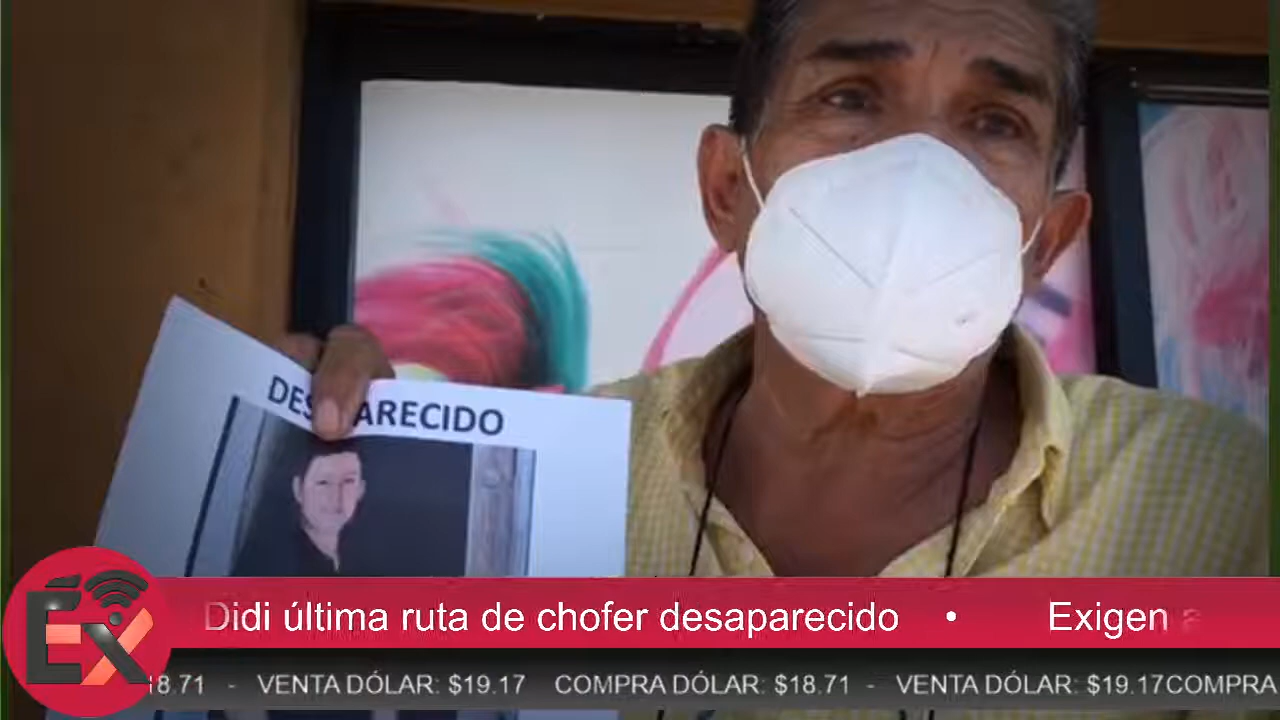 DESAPARECIDO
Didi última ruta de chofer desaparecido • Exigen
EX
18.71 - VENTA DÓLAR: $19.17 COMPRA DÓLAR: $18.71 - VENTA DÓLAR: $19.17COMPRA